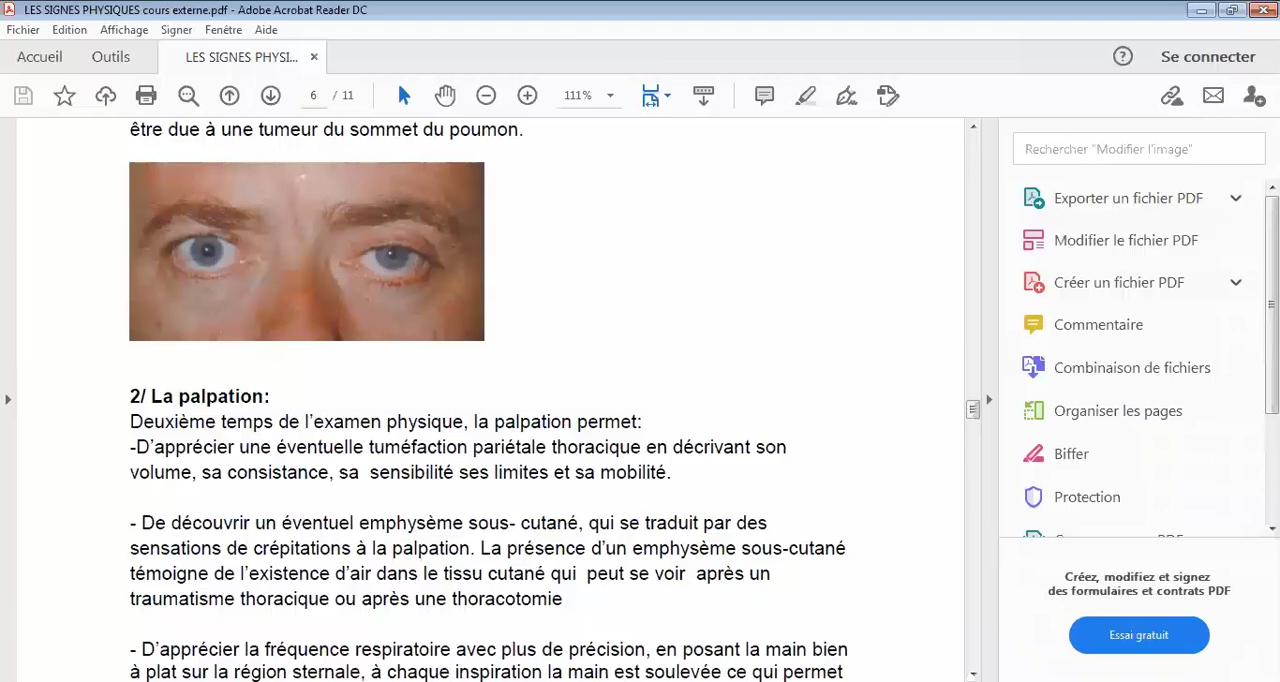 LES SIGNES PHYSIQUES cours externe.pdf - Adobe Acrobat Reader DC
Fichier Edition Affichage Signer Fenêtre Aide
Accueil Outils LES SIGNES PHYSI... × ? Se connecter
6 / 11 111%
être due à une tumeur du sommet du poumon.
2/ La palpation:
Deuxième temps de l'examen physique, la palpation permet:
-D'apprécier une éventuelle tuméfaction pariétale thoracique en décrivant son
volume, sa consistance, sa sensibilité ses limites et sa mobilité.
- De découvrir un éventuel emphysème sous- cutané, qui se traduit par des
sensations de crépitations à la palpation. La présence d'un emphysème sous-cutané
témoigne de l'existence d'air dans le tissu cutané qui peut se voir après un
traumatisme thoracique ou après une thoracotomie
- D'apprécier la fréquence respiratoire avec plus de précision, en posant la main bien
à plat sur la région sternale, à chaque inspiration la main est soulevée ce qui permet
Rechercher "Modifier l'image"
Exporter un fichier PDF
Modifier le fichier PDF
Créer un fichier PDF
Commentaire
Combinaison de fichiers
Organiser les pages
Biffer
Protection
Créez, modifiez et signez
des formulaires et contrats PDF
Essai gratuit